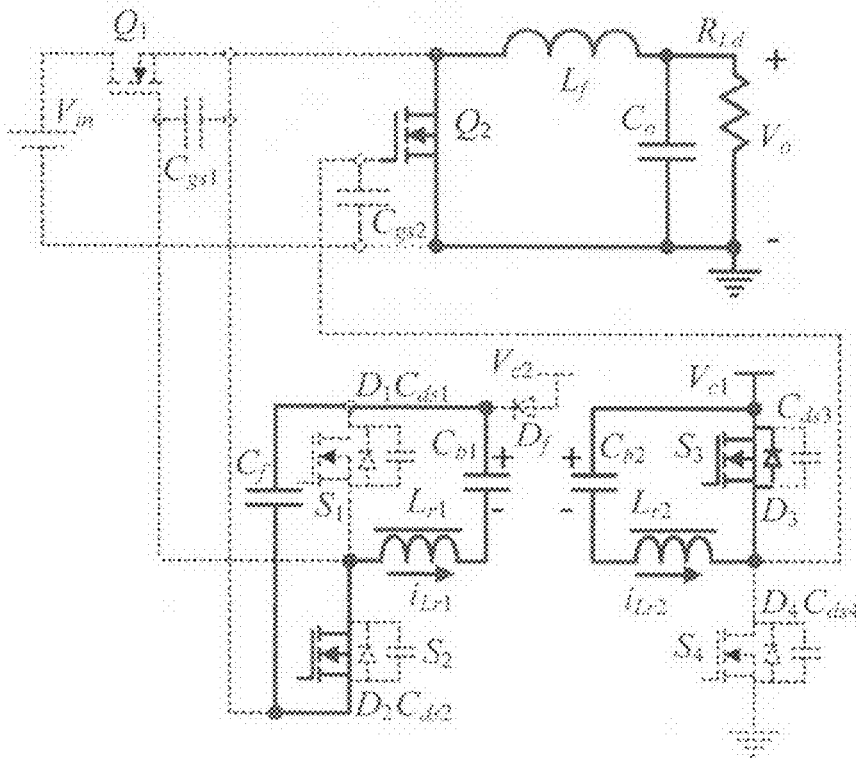 Q1
RLd
+
Vin
Lf
Q2
Co
Vo
Cgs1
Cgs2
-
Vc2
Vc1
D1 Cds1
Cds3
Cf
Cb1
+
Df
+
Cb2
S3
S1
Lr1
-
-
Lr2
D3
iLr1
iLr2
D4 Cds4
S2
S4
D2 Cds2